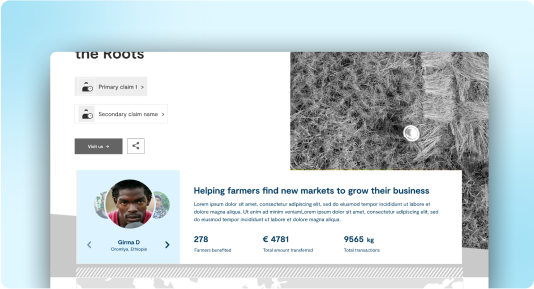 the Roots
Primary claim 1 >
Secondary claim name >
Visit us →
Helping farmers find new markets to grow their business
Lorem ipsum dolor sit amet, consectetur adipiscing elit, sed do eiusmod tempor incididunt ut labore et
dolore magna aliqua. Ut enim ad minim veniamLorem ipsum dolor sit amet, consectetur adipiscing elit, sed
do eiusmod tempor incididunt ut labore et dolore magna aliqua.
Girma D
Oromiya, Ethiopia
278
Farmers benefited
€ 4781
Total amount transferred
9565 kg
Total transactions